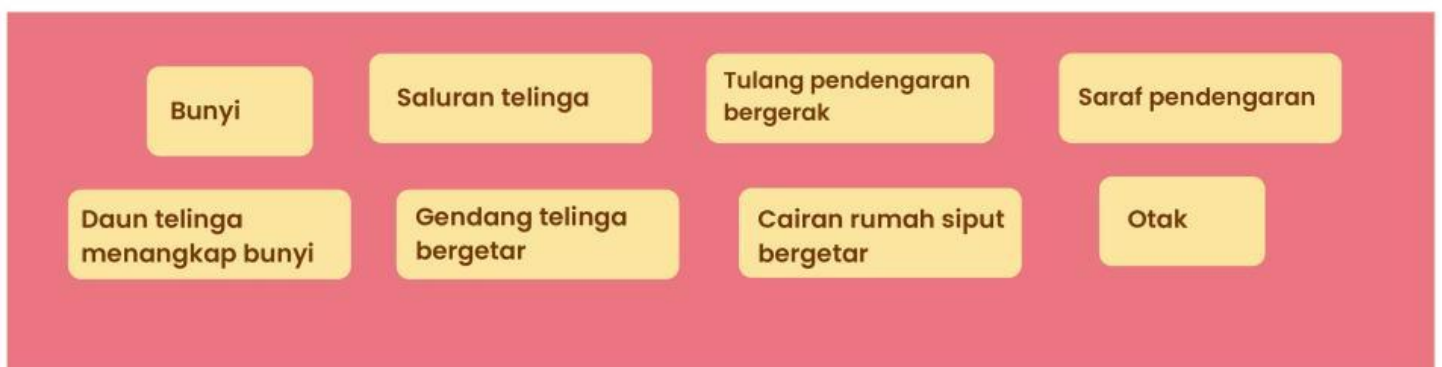 Bunyi
Saluran telinga
Tulang pendengaran
bergerak
Saraf pendengaran
Daun telinga
menangkap bunyi
Gendang telinga
bergetar
Cairan rumah siput
bergetar
Otak